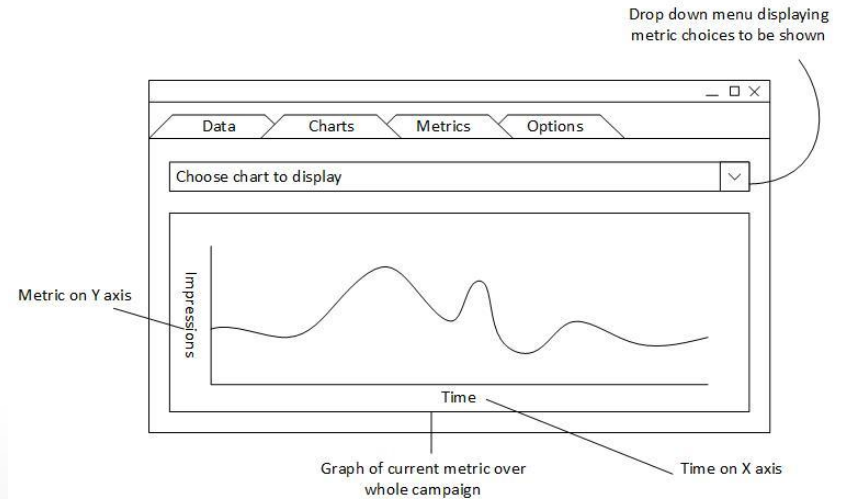 Drop down menu displaying
metric choices to be shown
Data
Charts
Metrics
Options
Choose chart to display
Impressions
Metric on Y axis
Time
Graph of current metric over
whole campaign
Time on X axis